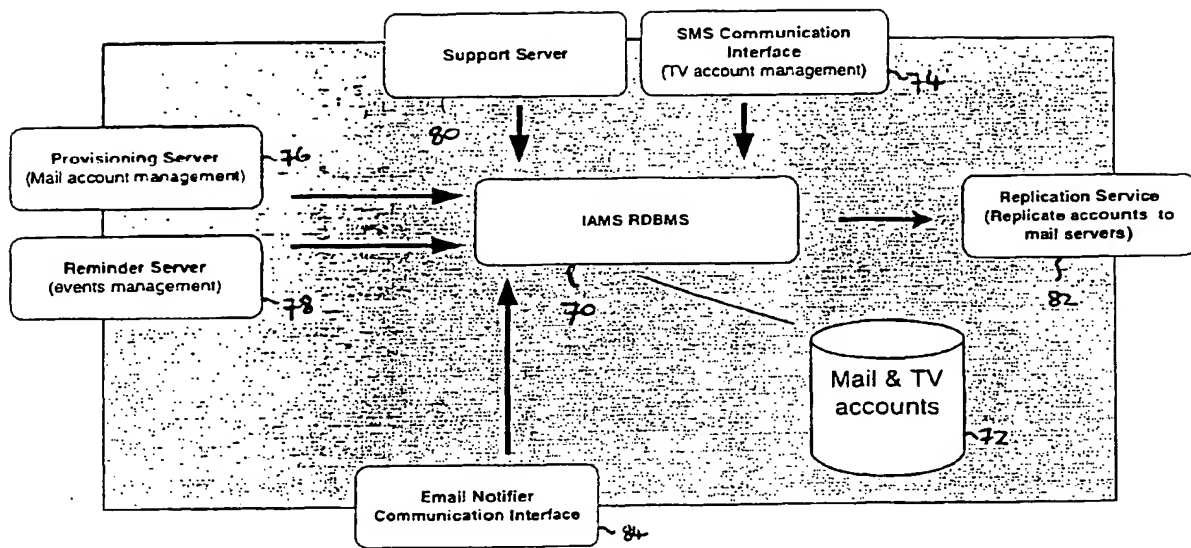 Support Server
80
SMS Communication
Interface
(TV account management)
74
Provisioning Server
(Mail account management)
76
Reminder Server
(events management)
78
IAMS RDBMS
70
Replication Service
(Replicate accounts to
mail servers)
82
Mail & TV
accounts
72
Email Notifier
Communication Interface
84